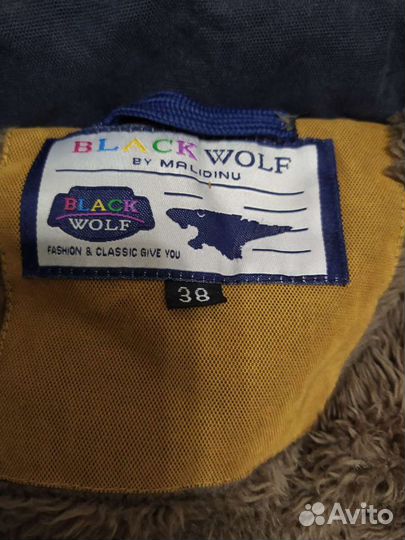 BLACK WOLF
BY MALIDINU
BLACK
WOLF
FASHION & CLASSIC GIVE YOU
38
Avito